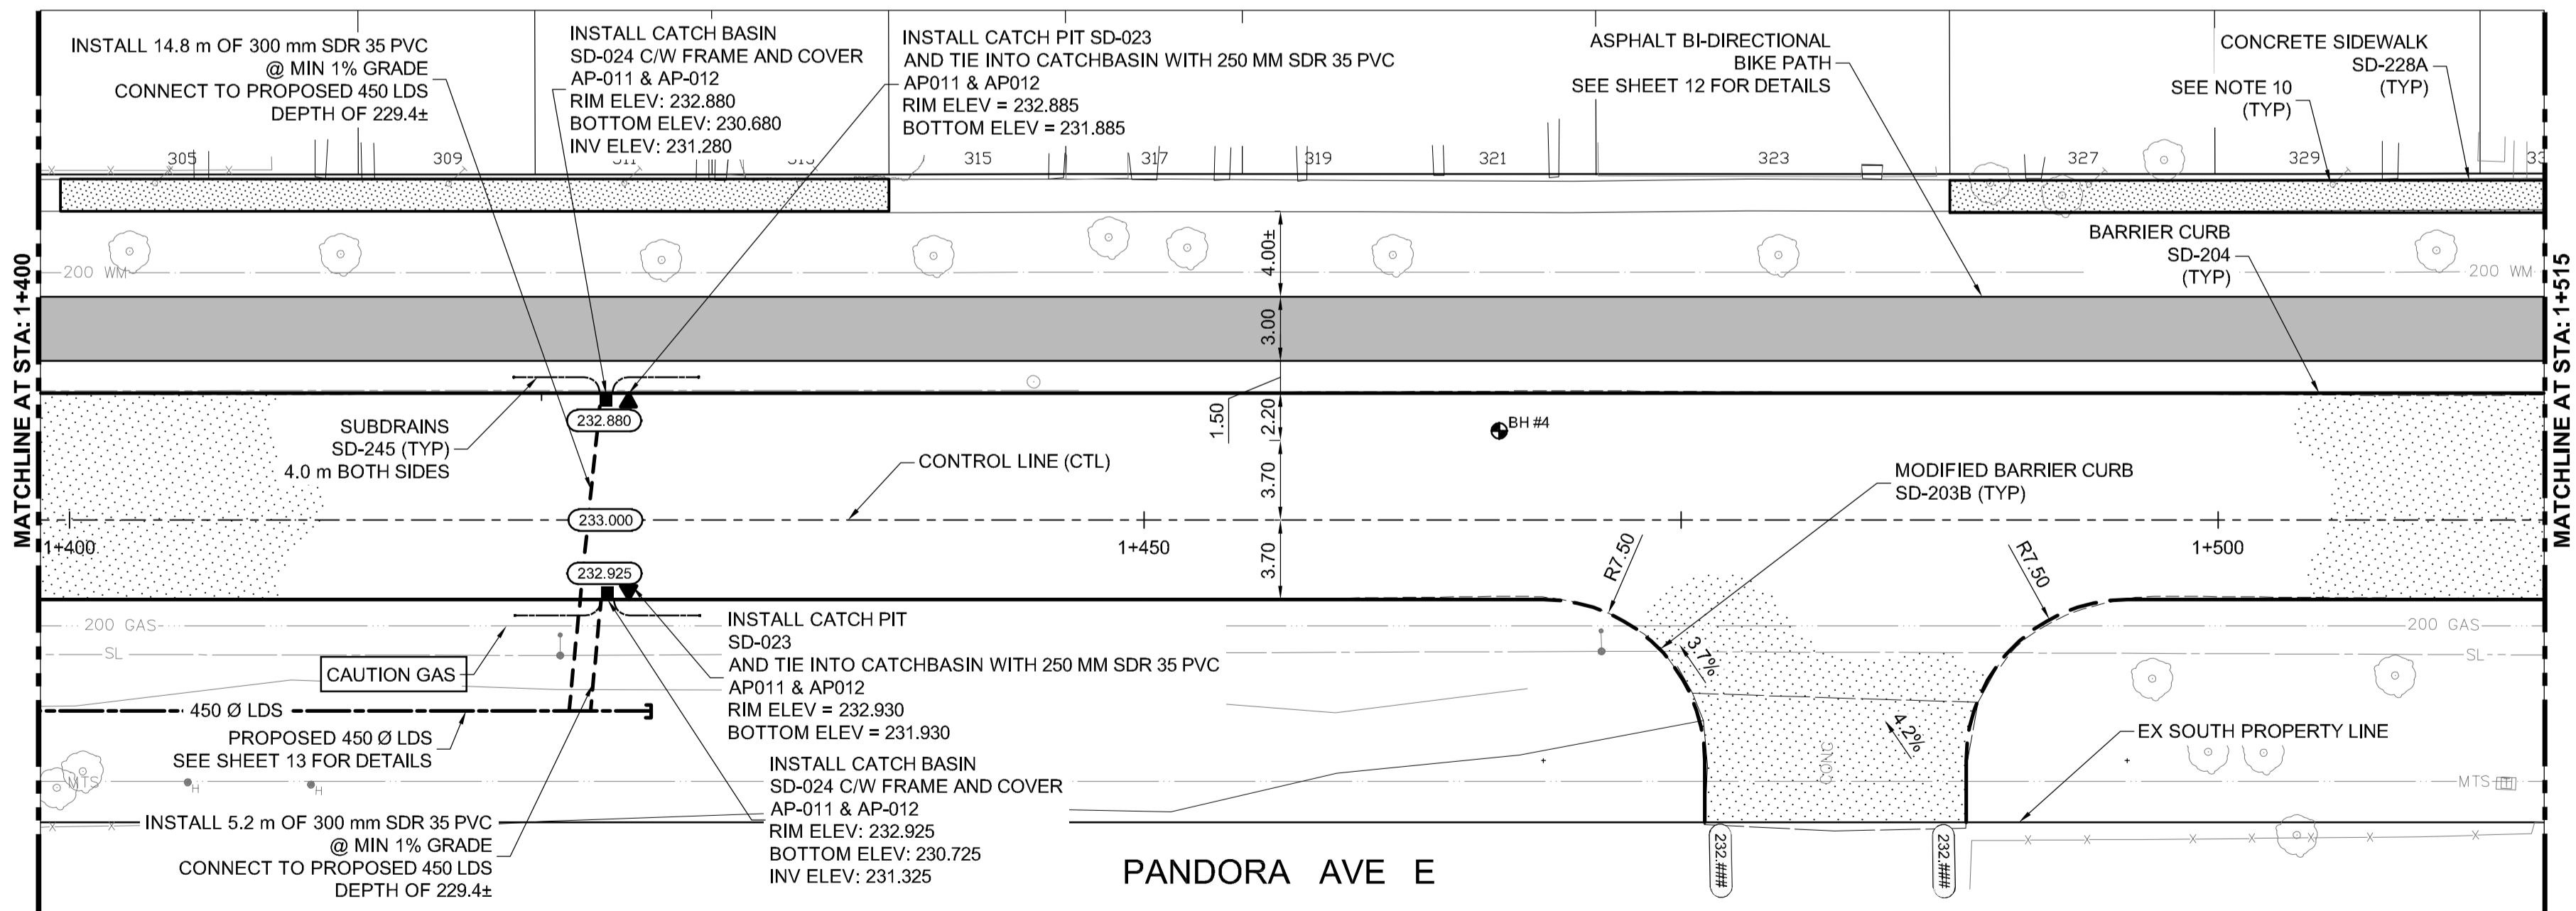 INSTALL 14.8 m OF 300 mm SDR 35 PVC
@ MIN 1% GRADE
CONNECT TO PROPOSED 450 LDS
DEPTH OF 229.4±
INSTALL CATCH BASIN
SD-024 C/W FRAME AND COVER
AP-011 & AP-012
RIM ELEV: 232.880
BOTTOM ELEV: 230.680
INV ELEV: 231.280
INSTALL CATCH PIT SD-023
AND TIE INTO CATCHBASIN WITH 250 MM SDR 35 PVC
AP011 & AP012
RIM ELEV = 232.885
BOTTOM ELEV = 231.885
ASPHALT BI-DIRECTIONAL
BIKE PATH
SEE SHEET 12 FOR DETAILS
CONCRETE SIDEWALK
SD-228A
(TYP)
SEE NOTE 10
(TYP)
305
309
311
313
315
317
319
321
323
327
329
BARRIER CURB
SD-204
(TYP)
200 WM
200 WM
4.00±
3.00
1.50
2.20
3.70
3.70
MATCHLINE AT STA: 1+400
MATCHLINE AT STA: 1+515
SUBDRAINS
SD-245 (TYP)
4.0 m BOTH SIDES
232.880
BH #4
CONTROL LINE (CTL)
MODIFIED BARRIER CURB
SD-203B (TYP)
233.000
1+400
1+450
1+500
232.925
R7.50
R7.50
200 GAS
200 GAS
SL
SL
CAUTION GAS
INSTALL CATCH PIT
SD-023
AND TIE INTO CATCHBASIN WITH 250 MM SDR 35 PVC
AP011 & AP012
RIM ELEV = 232.930
BOTTOM ELEV = 231.930
3.7%
4.2%
450 Ø LDS
PROPOSED 450 Ø LDS
SEE SHEET 13 FOR DETAILS
EX SOUTH PROPERTY LINE
CONC
MTS
H
H
MTS
INSTALL CATCH BASIN
SD-024 C/W FRAME AND COVER
AP-011 & AP-012
RIM ELEV: 232.925
BOTTOM ELEV: 230.725
INV ELEV: 231.325
INSTALL 5.2 m OF 300 mm SDR 35 PVC
@ MIN 1% GRADE
CONNECT TO PROPOSED 450 LDS
DEPTH OF 229.4±
PANDORA AVE E
232.###
232.###